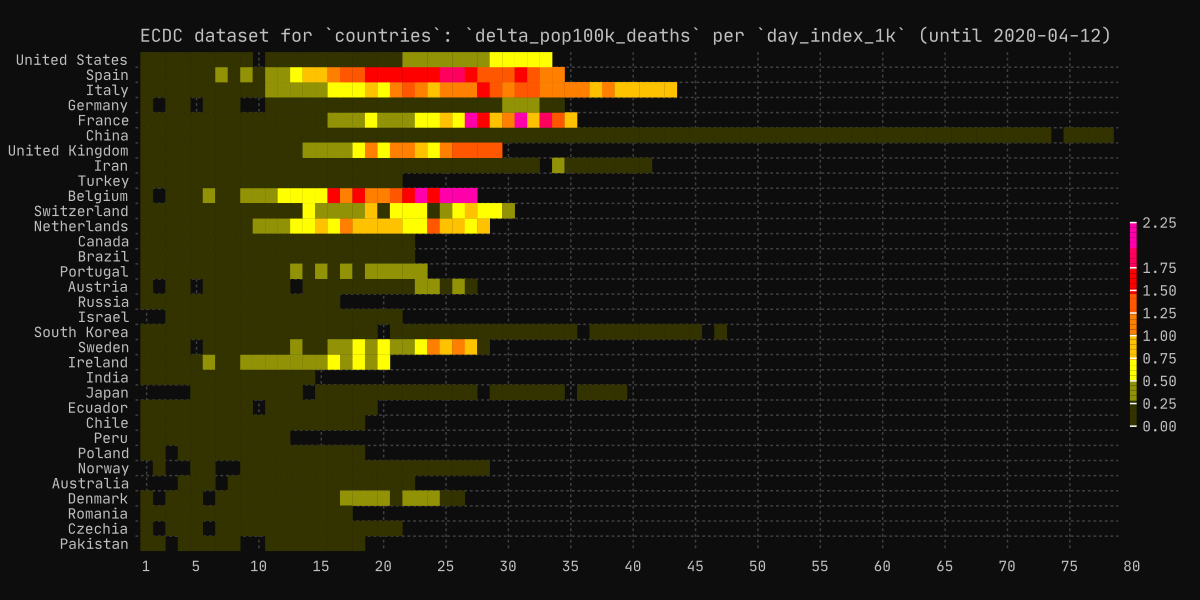 ECDC dataset for `countries`: `delta_pop100k_deaths` per `day_index_1k` (until 2020-04-12)
United States
Spain
Italy
Germany
France
China
United Kingdom
Iran
Turkey
Belgium
Switzerland
Netherlands
Canada
Brazil
Portugal
Austria
Russia
Israel
South Korea
Sweden
Ireland
India
Japan
Ecuador
Chile
Peru
Poland
Norway
Australia
Denmark
Romania
Czechia
Pakistan
1 5 10 15 20 25 30 35 40 45 50 55 60 65 70 75 80
2.25
1.75
1.50
1.25
1.00
0.75
0.50
0.25
0.00